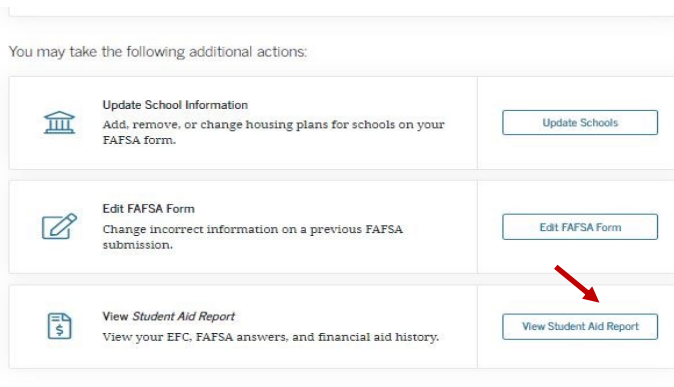 You may take the following additional actions:
Update School Information
Add, remove, or change housing plans for schools on your
FAFSA form.
Update Schools
Edit FAFSA Form
Change incorrect information on a previous FAFSA
submission.
Edit FAFSA Form
View Student Aid Report
View your EFC, FAFSA answers, and financial aid history.
View Student Aid Report